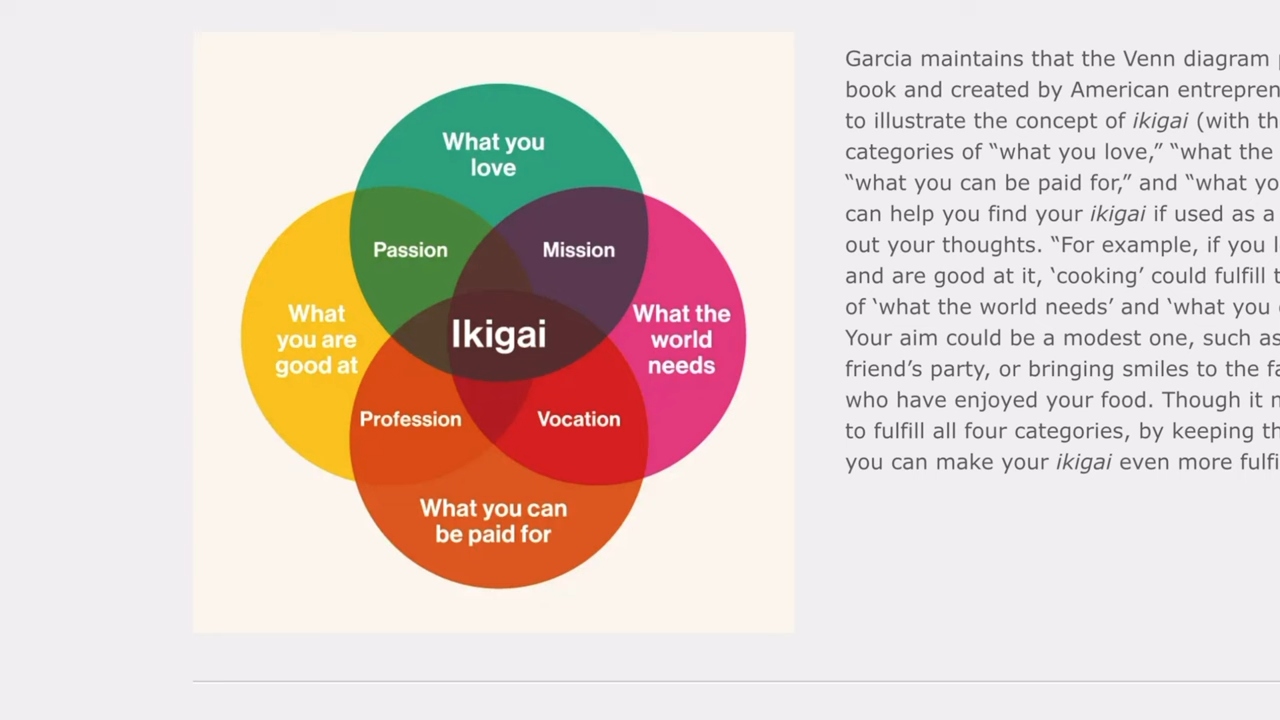 What you
love
Passion
Mission
What
you are
good at
Ikigai
What the
world
needs
Profession
Vocation
What you can
be paid for
Garcia maintains that the Venn diagram
book and created by American
to illustrate the concept of ikigai (with
categories of “what you love,” “what the
“what you can be paid for,” and “what
can help you find your ikigai if used as a
out your thoughts. “For example, if you
and are good at it, ‘cooking’ could fulfill
of ‘what the world needs’ and ‘what you
Your aim could be a modest one, such as
friend’s party, or bringing smiles to the
who have enjoyed your food. Though it
to fulfill all four categories, by keeping
you can make your ikigai even more